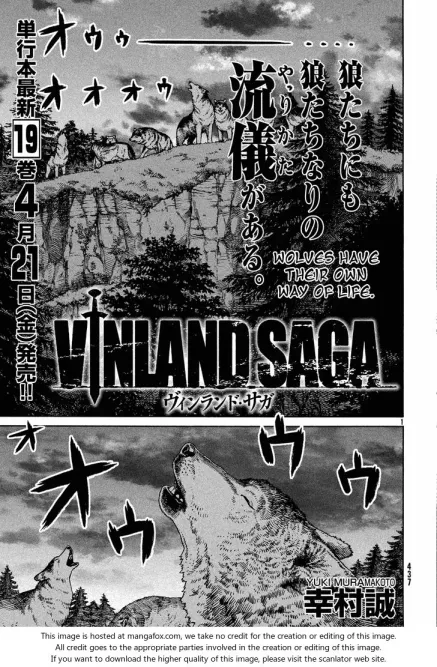 オゥゥ————....
オオオゥゥ
狼たちにも
狼たちなりの
流儀がある。
やりかた
WOLVES HAVE
THEIR OWN
WAY OF LIFE.
単行本最新19巻4月21日(金)発売!!
VINLAND SAGA
ヴィンランド・サガ
1
オオゥ
ウゥ
437
YUKI MURAMAKOTO
幸村誠
This image is hosted at mangafox.com, we take no credit for the creation or editing of this image.
All credit goes to the appropriate parties involved in the creation or editing of this image.
If you want to download the higher quality of this image, please visit the scanlator web site.